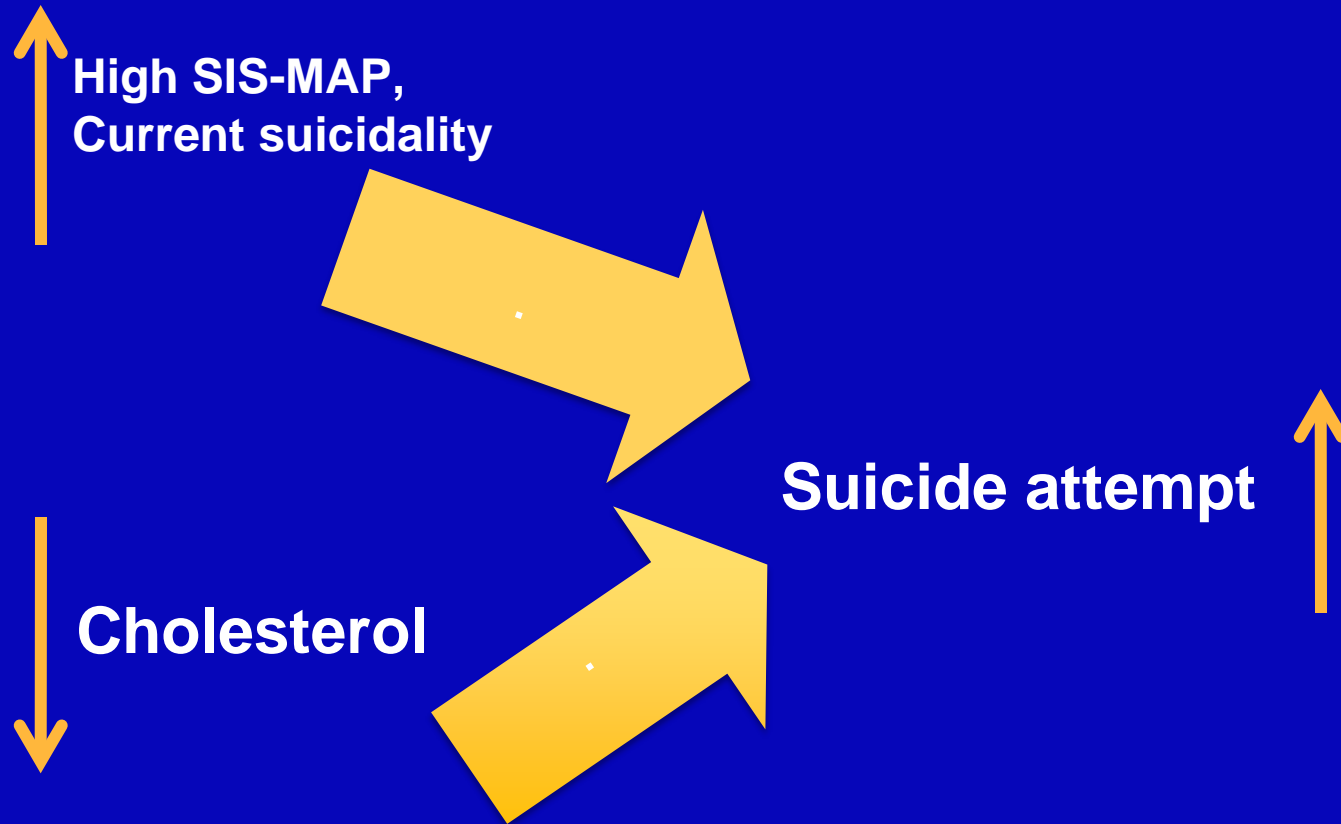 High SIS-MAP,
Current suicidality
.
Suicide attempt
Cholesterol
.